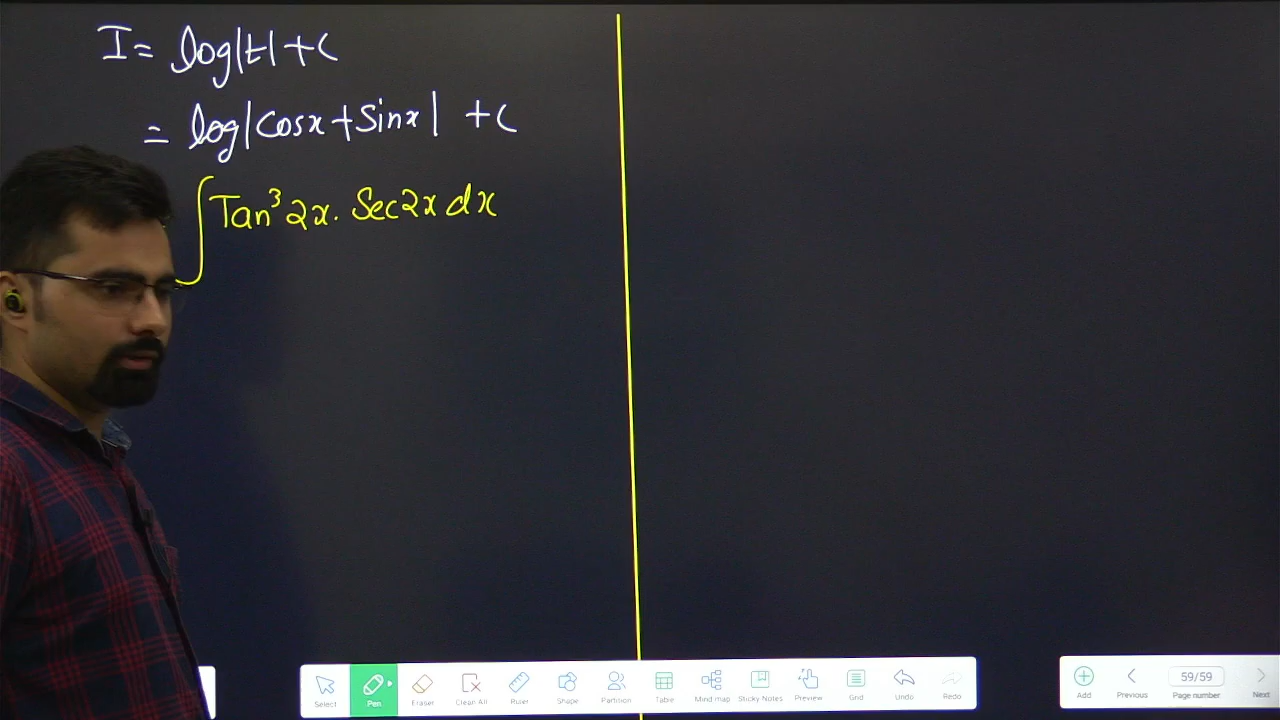 I = log|t| + c
= log|cosx + sinx| + c
∫Tan³2x. Sec2x dx
Select Pen Eraser Clean All Ruler Shape Partition Table Mind map Sticky Notes Preview Grid Undo Redo
Add Previous 59/59 Page number Next